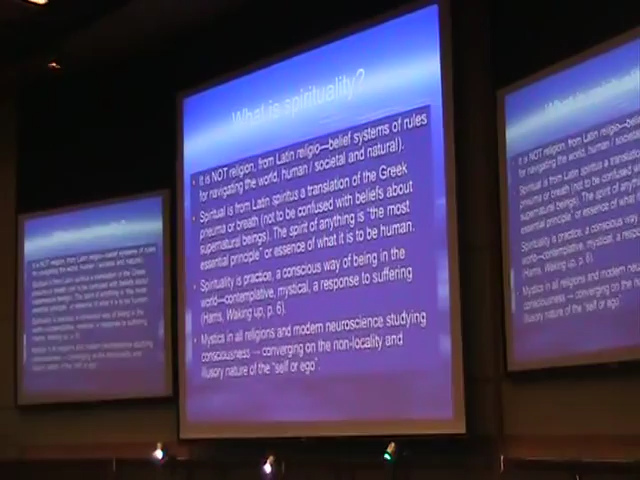 What is spirituality?
• It is NOT religion, from Latin religio—belief systems of rules
for navigating the world, human / societal and natural).
• Spiritual is from Latin spiritus a translation of the Greek
pneuma or breath (not to be confused with beliefs about
supernatural beings). The spirit of anything is "the most
essential principle" or essence of what it is to be human.
• Spirituality is practice, a conscious way of being in the
world—contemplative, mystical, a response to suffering
(Harris, Waking up, p. 6).
• Mystics in all religions and modern neuroscience studying
consciousness → converging on the non-locality and
illusory nature of the "self or ego".